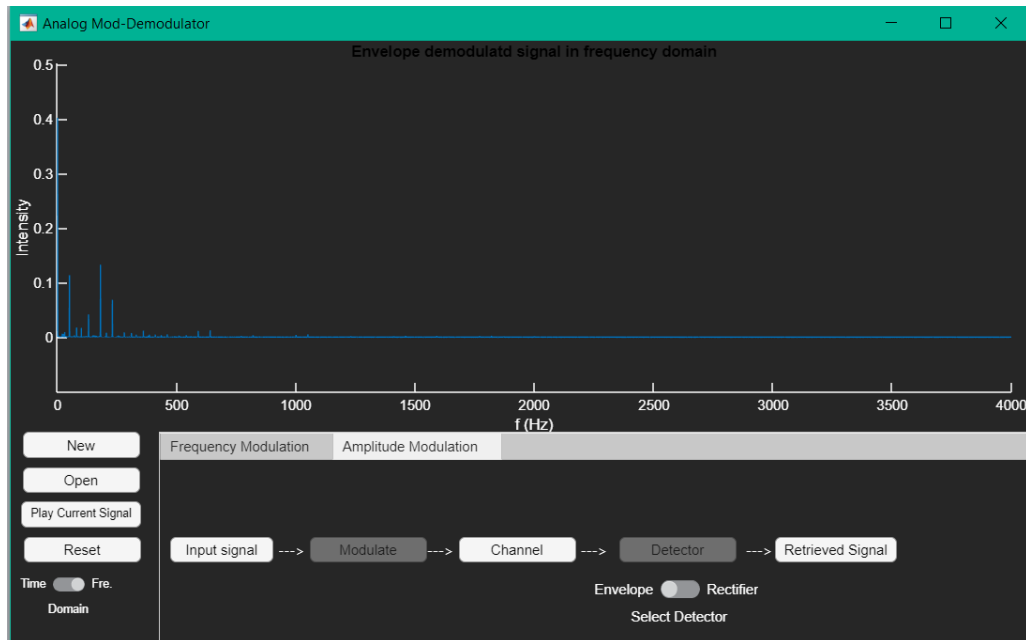 Analog Mod-Demodulator
Envelope demodulatd signal in frequency domain
0.5
0.4
0.3
0.2
0.1
0
Intensity
0 500 1000 1500 2000 2500 3000 3500 4000
f (Hz)
New
Open
Play Current Signal
Reset
Time Fre.
Domain
Frequency Modulation Amplitude Modulation
Input signal ---> Modulate ---> Channel ---> Detector ---> Retrieved Signal
Envelope Rectifier
Select Detector